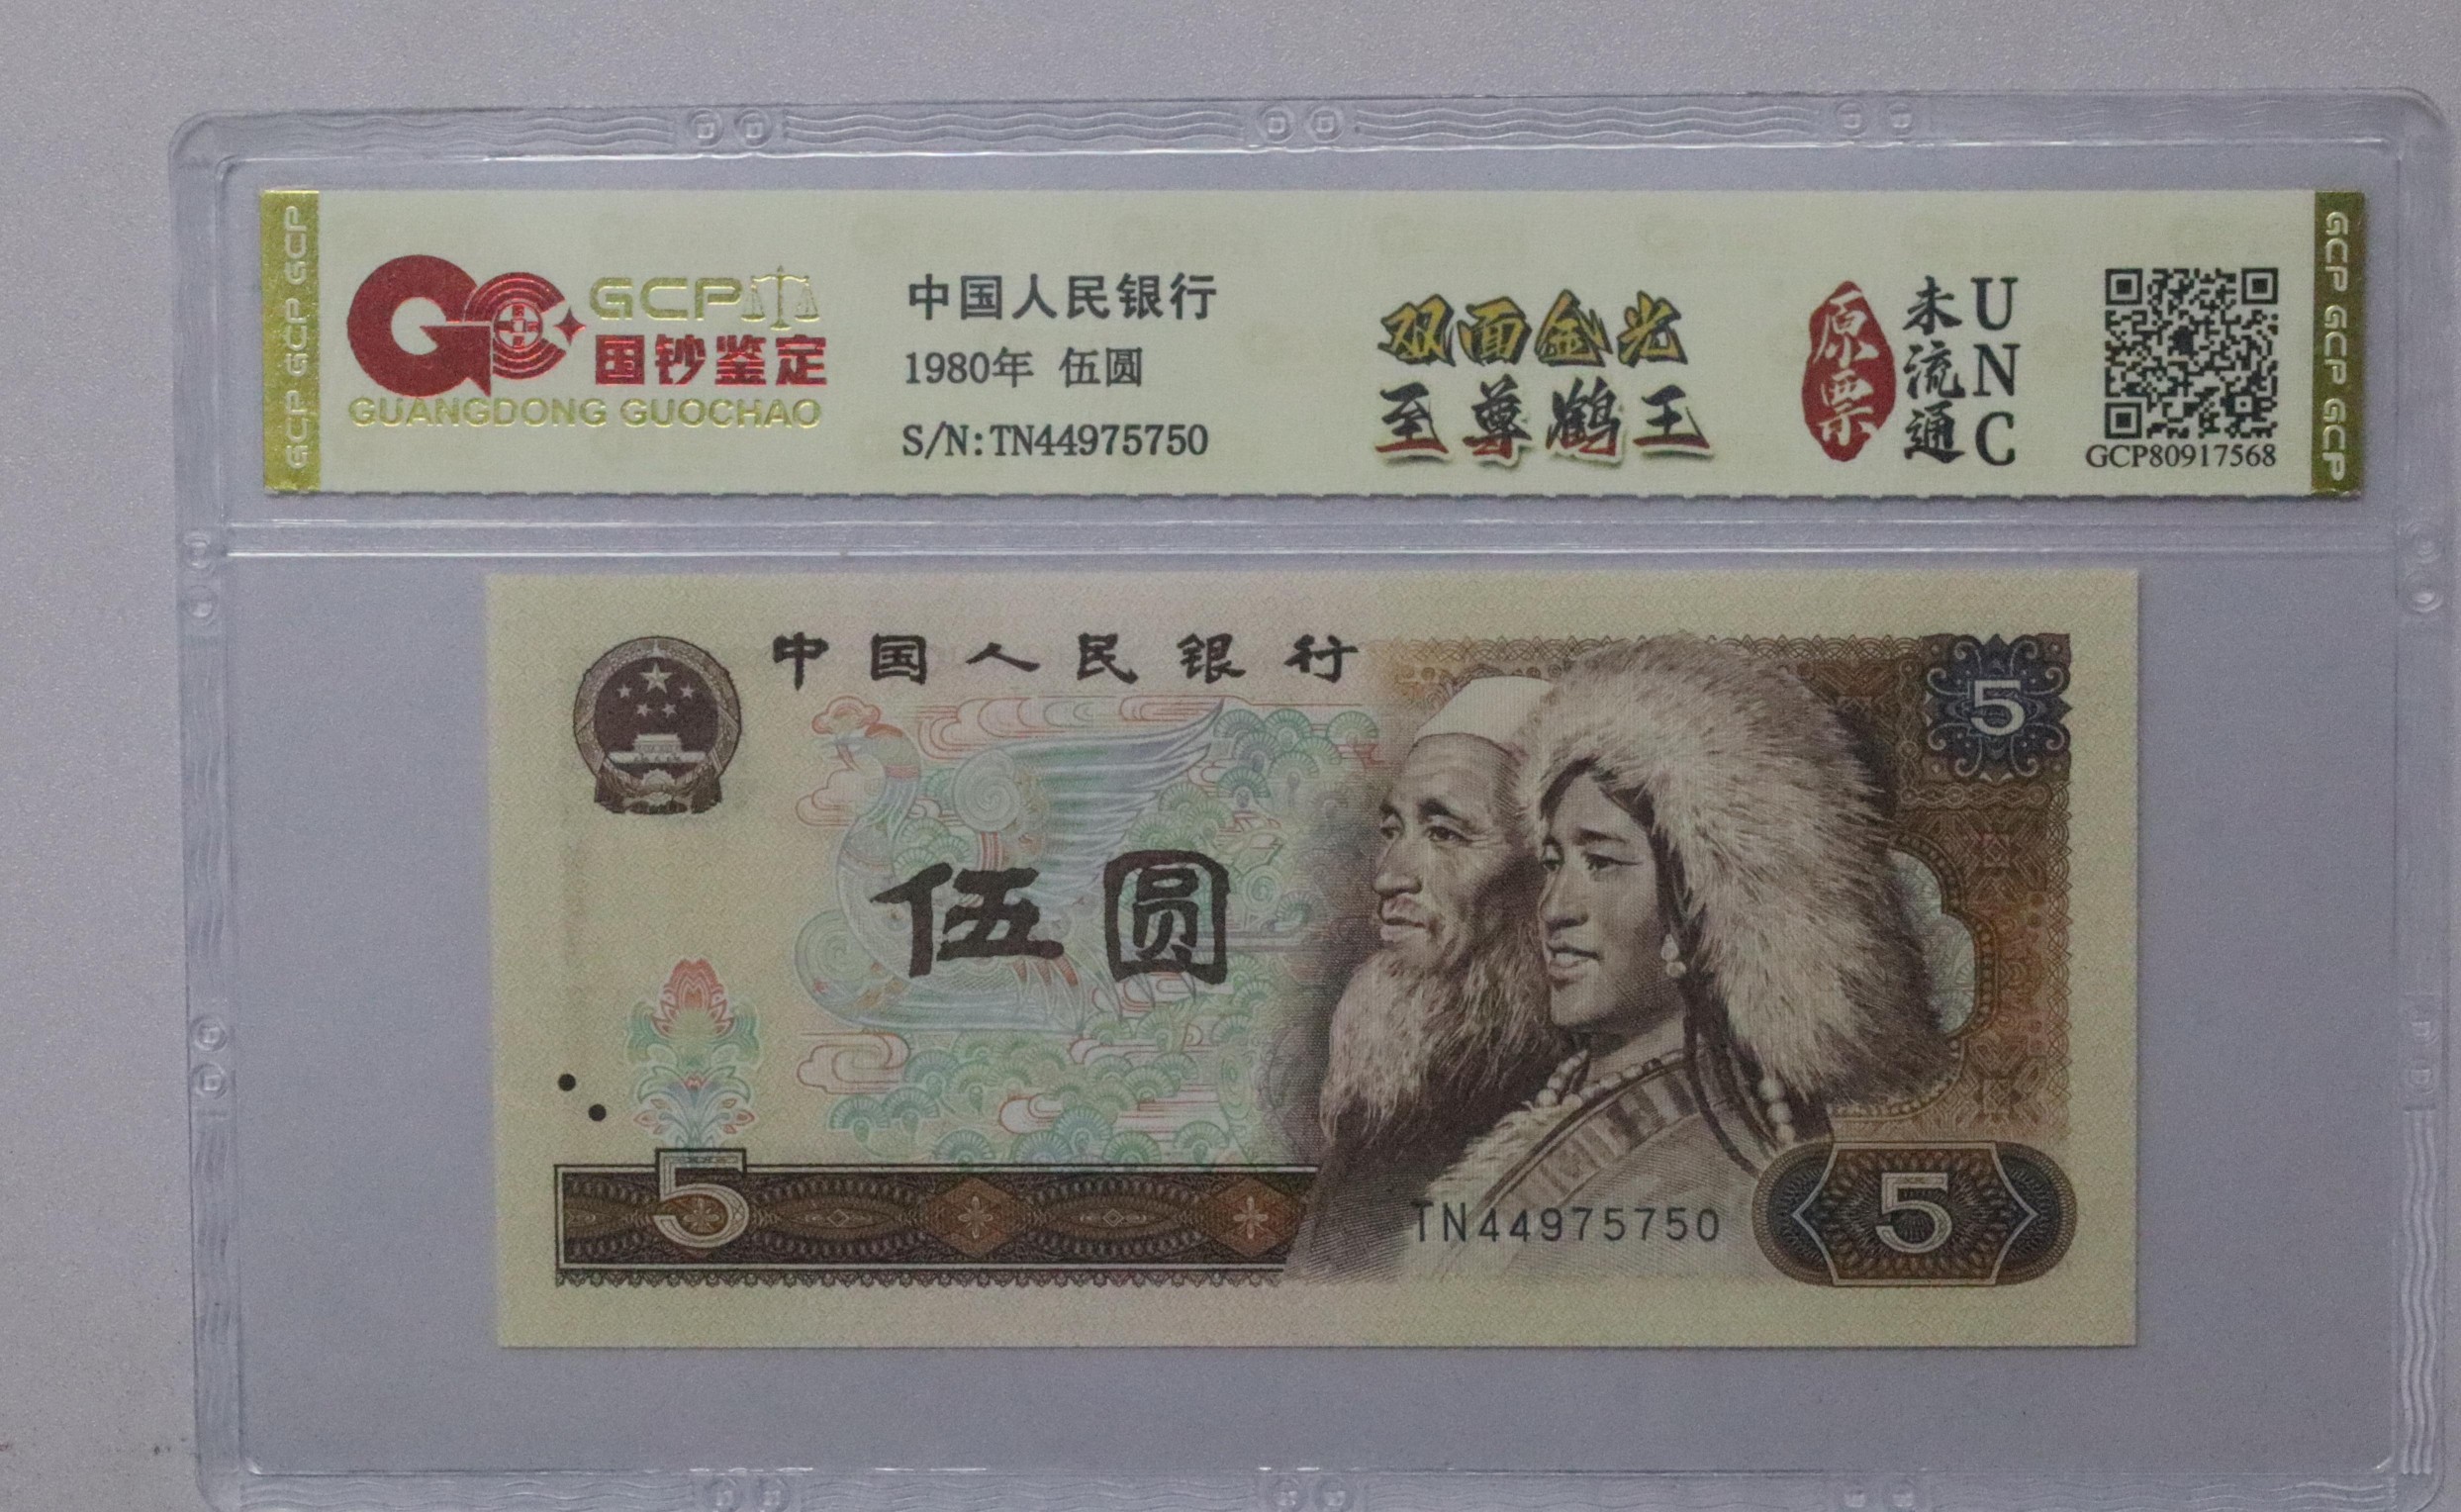 GCP GCP GCP
GCP
国钞鉴定
GUANGDONG GUOCHAO
中国人民银行
1980年 伍圆
S/N:TN44975750
双面金光
至尊鹤王
原票
未流通
UNC
GCP80917568
GCP GCP GCP
中国人民银行
5
伍圆
5
TN44975750
5